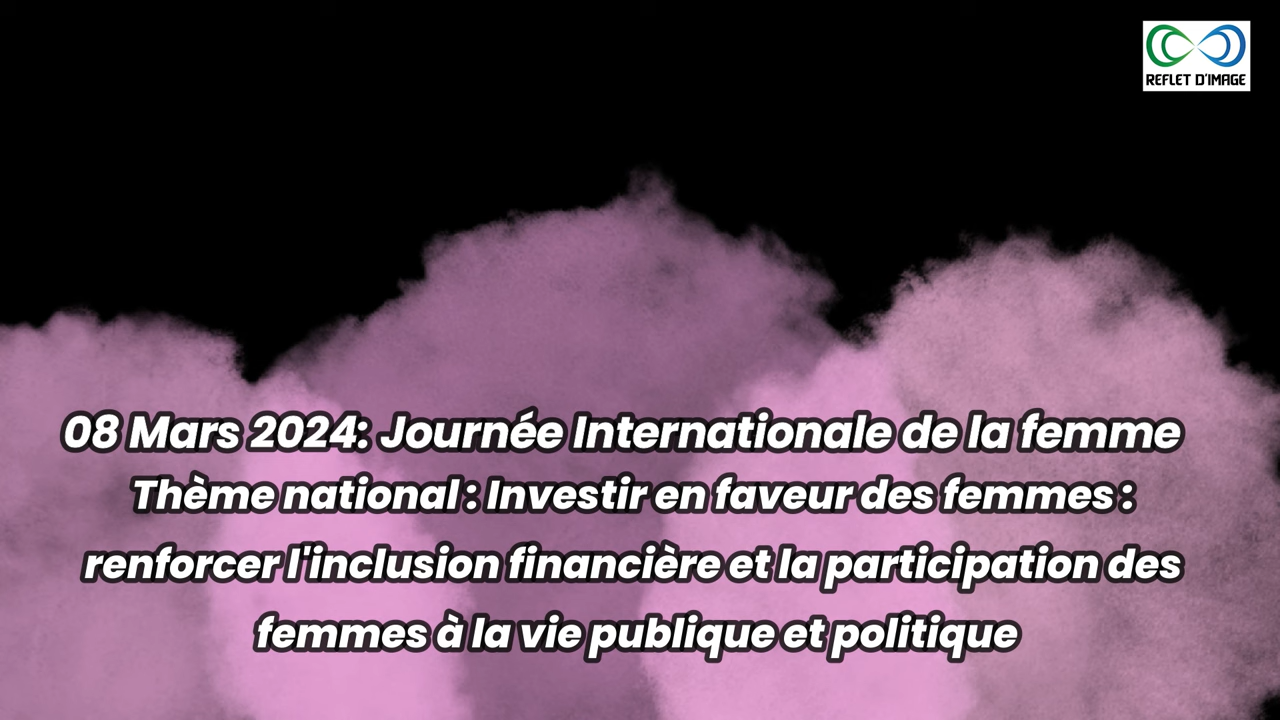 REFLET D'IMAGE
08 Mars 2024: Journée Internationale de la femme
Thème national : Investir en faveur des femmes :
renforcer l'inclusion financière et la participation des
femmes à la vie publique et politique